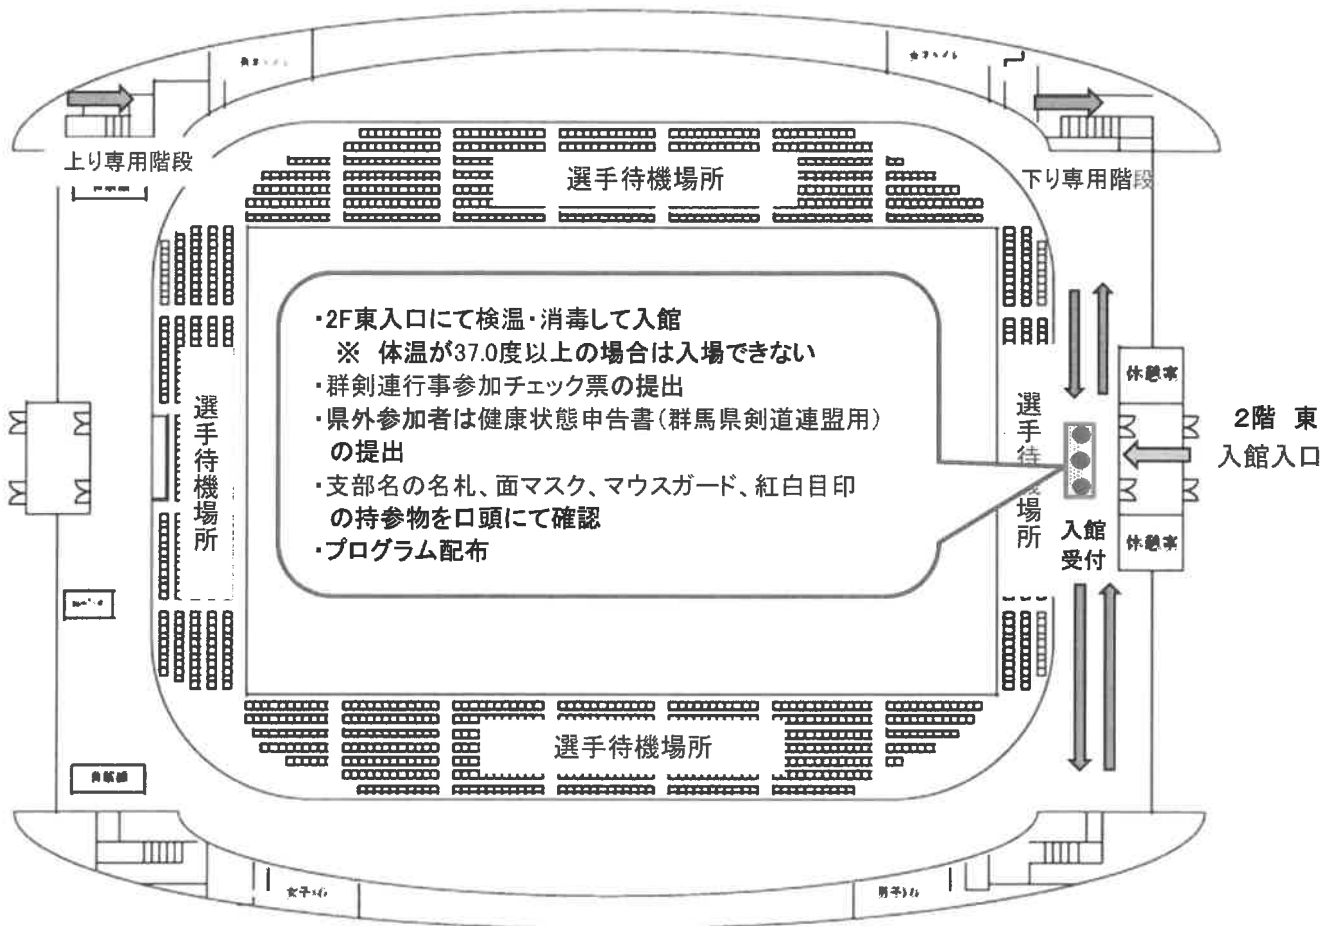 上り専用階段
下り専用階段
選手待機場所
・2F東入口にて検温・消毒して入館
※ 体温が37.0度以上の場合は入場できない
・群剣連行事参加チェック票の提出
・県外参加者は健康状態申告書(群馬県剣道連盟用)
の提出
・支部名の名札、面マスク、マウスガード、紅白目印
の持参物を口頭にて確認
・プログラム配布
選手待機場所
選手待機場所
休憩室
2階 東
入館入口
入館
受付
休憩室
選手待機場所